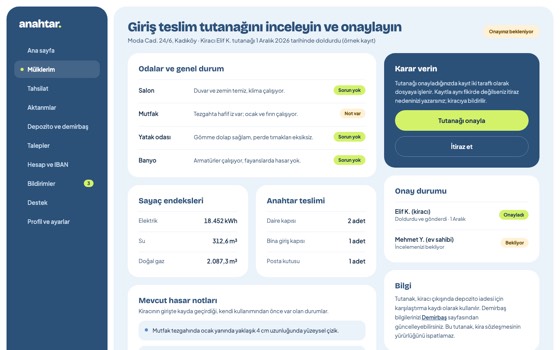 anahtar.
Ana sayfa
Mülklerim
Tahsilat
Aktarımlar
Depozito ve demirbaş
Talepler
Hesap ve IBAN
Bildirimler 3
Destek
Profil ve ayarlar
Giriş teslim tutanağını inceleyin ve onaylayın
Moda Cad. 24/6, Kadıköy · Kiracı Elif K. tutanağı 1 Aralık 2026 tarihinde doldurdu (örnek kayıt)
Onayınız bekleniyor
Odalar ve genel durum
Salon Duvar ve zemin temiz, klima çalışıyor. Sorun yok
Mutfak Tezgahta hafif iz var; ocak ve fırın çalışıyor. Not var
Yatak odası Gömme dolap sağlam, perde tırnakları eksiksiz. Sorun yok
Banyo Armatürler çalışıyor, fayanslarda hasar yok. Sorun yok
Sayaç endeksleri
Elektrik 18.452 kWh
Su 312,6 m³
Doğal gaz 2.087,3 m³
Anahtar teslimi
Daire kapısı 2 adet
Bina giriş kapısı 1 adet
Posta kutusu 1 adet
Mevcut hasar notları
Kiracının girişte kayda geçirdiği, kendi kullanımından önce var olan durumlar.
Mutfak tezgahında ocak yanında yaklaşık 4 cm uzunluğunda yüzeysel çizik.
Karar verin
Tutanağı onayladığınızda kayıt iki taraflı olarak
dosyaya işlenir. Kayıtla aynı fikirde değilseniz itiraz
nedeninizi yazarsınız; kiracıya bildirilir.
Tutanağı onayla
İtiraz et
Onay durumu
Elif K. (kiracı)
Doldurdu ve gönderdi · 1 Aralık
Onayladı
Mehmet Y. (ev sahibi)
İncelemeniz bekleniyor
Bekliyor
Bilgi
Tutanak, kiracı çıkışında depozito iadesi için
karşılaştırma kaydı olarak kullanılır. Demirbaş
bilgilerinizi Demirbaş sayfasından
güncelleyebilirsiniz. Bu tutanak, kira sözleşmesinin
yürürlüğünü ispatlamaz.